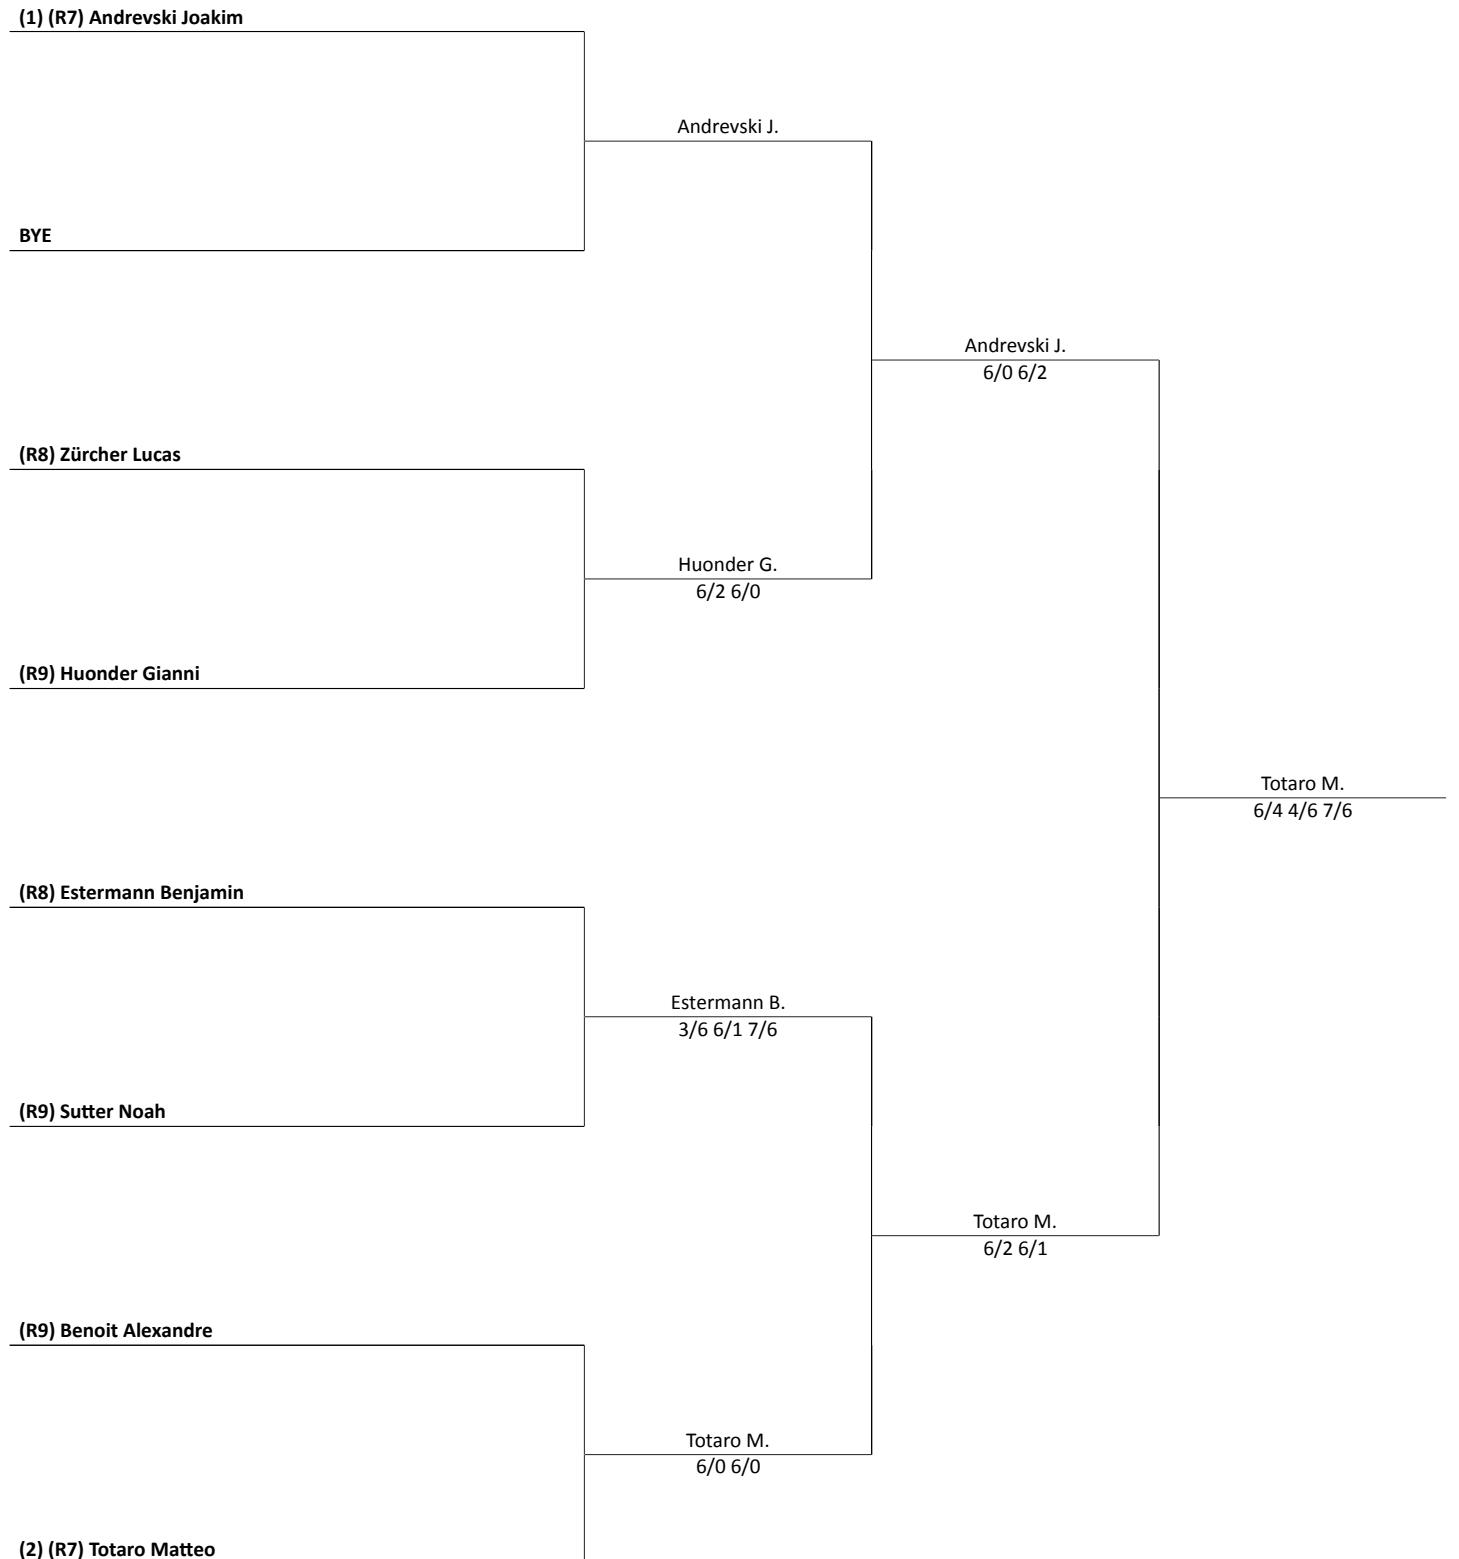 (1) (R7) Andrevski Joakim
Andrevski J.
BYE
Andrevski J.
6/0 6/2
(R8) Zürcher Lucas
Huonder G.
6/2 6/0
(R9) Huonder Gianni
Totaro M.
6/4 4/6 7/6
(R8) Estermann Benjamin
Estermann B.
3/6 6/1 7/6
(R9) Sutter Noah
Totaro M.
6/2 6/1
(R9) Benoit Alexandre
Totaro M.
6/0 6/0
(2) (R7) Totaro Matteo